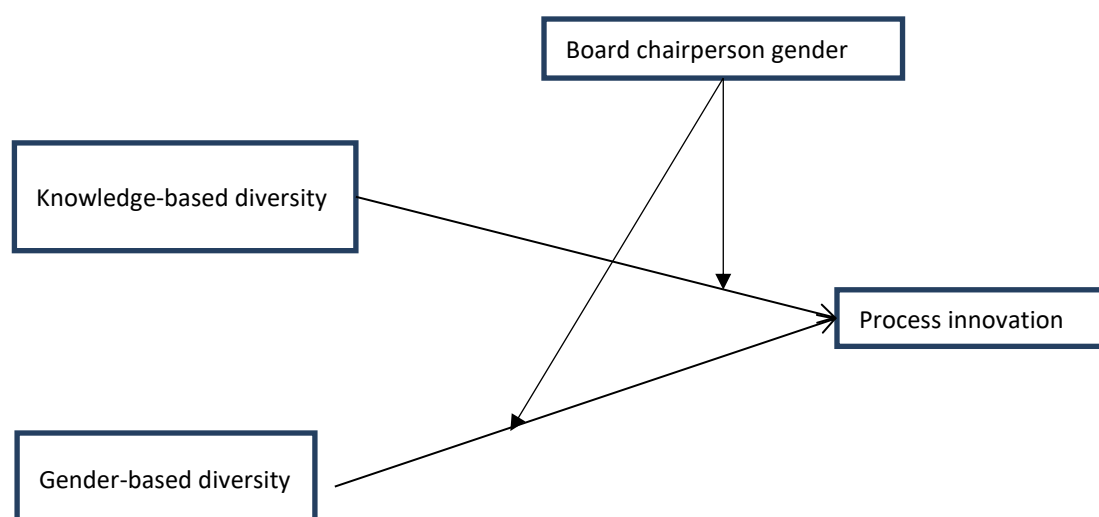 Board chairperson gender
Knowledge-based diversity
Process innovation
Gender-based diversity